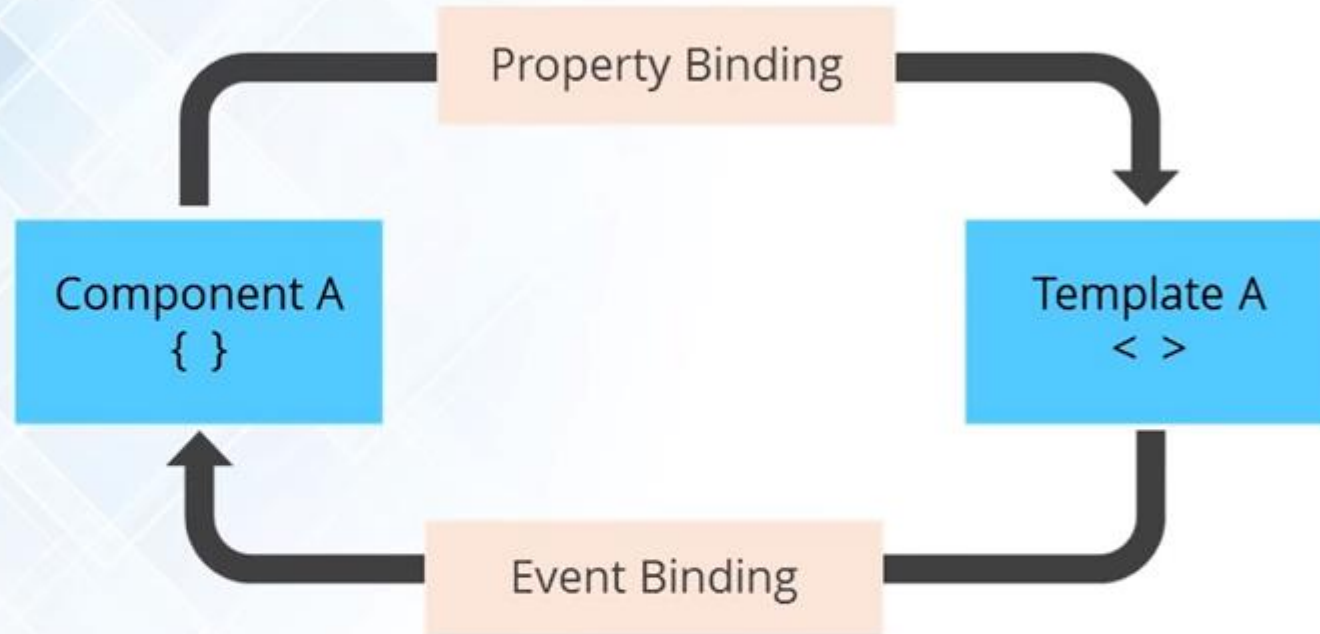 Property Binding
Component A
{ }
Template A
< >
Event Binding